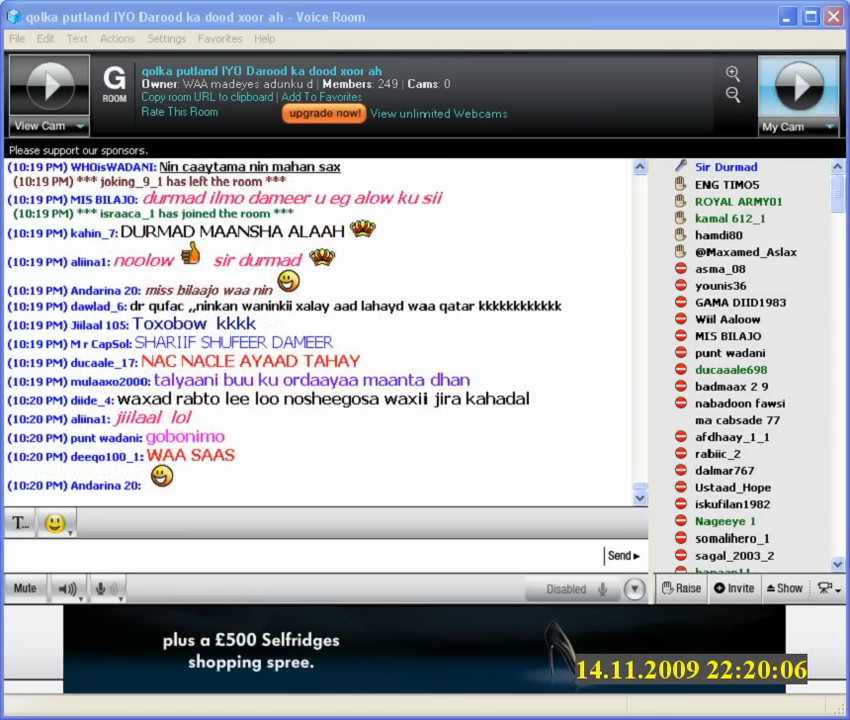 qolka putland IYO Darood ka dood xoor ah - Voice Room
File Edit Text Actions Settings Favorites Help
G ROOM
qolka putland IYO Darood ka dood xoor ah
Owner: WAA madeyes adunku d | Members: 249 | Cams: 0
Copy room URL to clipboard | Add To Favorites
Rate This Room upgrade now! View unlimited Webcams
View Cam
My Cam
Please support our sponsors.
(10:19 PM) WHOisWADANI: Nin caaytama nin mahan sax
(10:19 PM) *** joking_9_1 has left the room ***
(10:19 PM) MIS BILAJO: durmad ilmo dameer u eg alow ku sii
(10:19 PM) *** israaca_1 has joined the room ***
(10:19 PM) kahin_7: DURMAD MAANSHA ALAAH
(10:19 PM) aliina1: noolow sir durmad
(10:19 PM) Andarina 20: miss bilaajo waa nin
(10:19 PM) dawlad_6: dr qufac ,,ninkan waninkii xalay aad lahayd waa qatar kkkkkkkkkkkk
(10:19 PM) Jiilaal 105: Toxobow kkkk
(10:19 PM) M r CapSol: SHARIIF SHUFEER DAMEER
(10:19 PM) ducaale_17: NAC NACLE AYAAD TAHAY
(10:19 PM) mulaaxo2000: talyaani buu ku ordaayaa maanta dhan
(10:19 PM) diide_4: waxad rabto lee loo nosheegosa waxii jira kahadal
(10:20 PM) aliina1: jiilaal lol
(10:20 PM) punt wadani: gobonimo
(10:20 PM) deeqo100_1: WAA SAAS
(10:20 PM) Andarina 20:
Sir Durmad
ENG TIMO5
ROYAL ARMY01
kamal 612_1
hamdi80
@Maxamed_Aslax
asma_08
younis36
GAMA DIID1983
Wiil Aaloow
MIS BILAJO
punt wadani
ducaaale698
badmaax 2 9
nabadoon fawsi
ma cabsade 77
afdhaay_1_1
rabiic_2
dalmar767
Ustaad_Hope
iskufilan1982
Nageeye 1
somalihero_1
sagal_2003_2
T...
Send
Mute Disabled Raise Invite Show
plus a £500 Selfridges
shopping spree.
14.11.2009 22:20:06